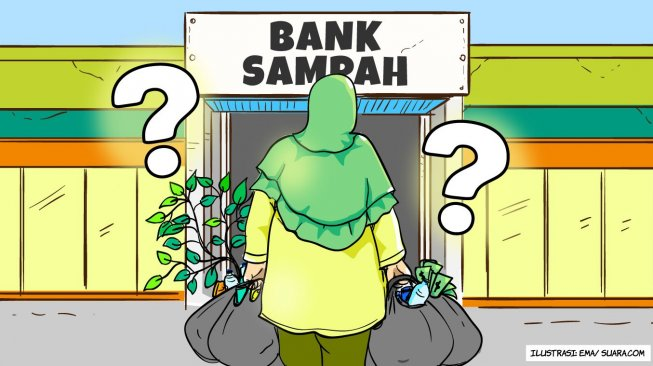 BANK
SAMPAH
?
?
ILUSTRASI: EMA/ SUARA.COM